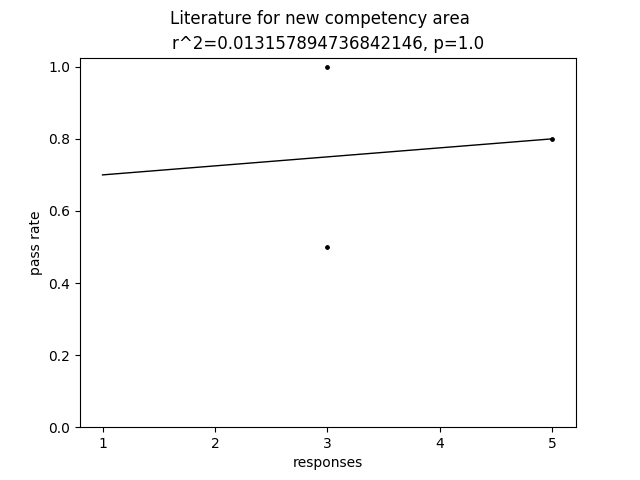 Literature for new competency area
r^2=0.013157894736842146, p=1.0
1.0
0.8
0.6
0.4
0.2
0.0
pass rate
1 2 3 4 5
responses